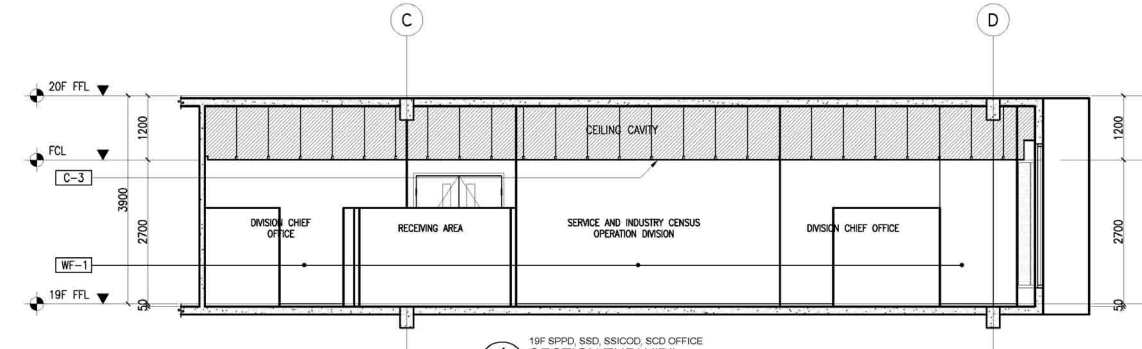 C
D
20F FFL
1200
CEILING CAVITY
1200
FCL
C-3
3900
2700
DIVISION CHIEF
OFFICE
RECEIVING AREA
SERVICE AND INDUSTRY CENSUS
OPERATION DIVISION
DIVISION CHIEF OFFICE
2700
WF-1
19F FFL
50
50
19F SPPD, SSD, SSICOD, SCD OFFICE